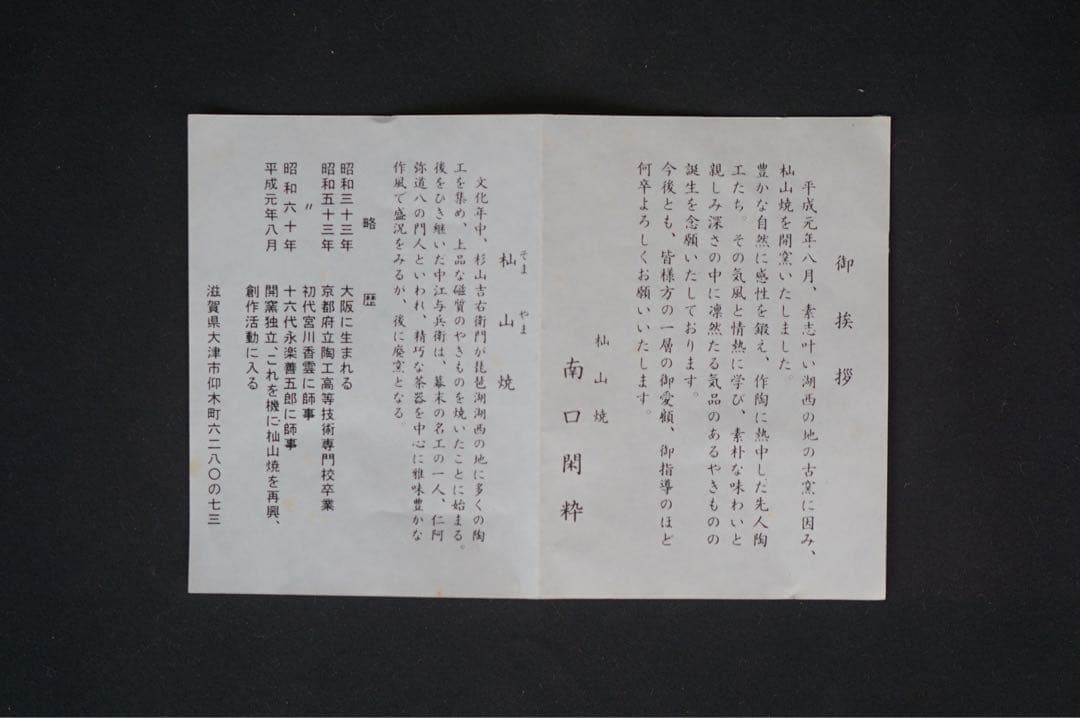 御挨拶
平成元年八月、素志叶い湖西の地の古窯に因み、
杣山焼を開窯いたしました。
豊かな自然に感性を鍛え、作陶に熱中した先人陶
工たち。その気風と情熱に学び、素朴な味わいと
親しみ深さの中に凛然たる気品のあるやきものの
誕生を念願いたしております。
今後とも、皆様方の一層の御愛顧、御指導のほど
何卒よろしくお願いいたします。
杣山焼
南口閑粋
杣山焼
そまやま
文化年中、杉山吉右衛門が琵琶湖湖西の地に多くの陶
工を集め、上品な磁質のやきものを焼いたことに始まる。
後をひき継いだ中江与兵衛は、幕末の名工の一人、仁阿
弥道八の門人といわれ、精巧な茶器を中心に雅味豊かな
作風で盛況をみるが、後に廃窯となる。
略歴
昭和三十三年 大阪に生まれる
昭和五十三年 京都府立陶工高等技術専門校卒業
〃 初代宮川香雲に師事
昭和六十年 十六代永楽善五郎に師事
平成元年八月 開窯独立、これを機に杣山焼を再興、
創作活動に入る
滋賀県大津市仰木町六二八〇の七三